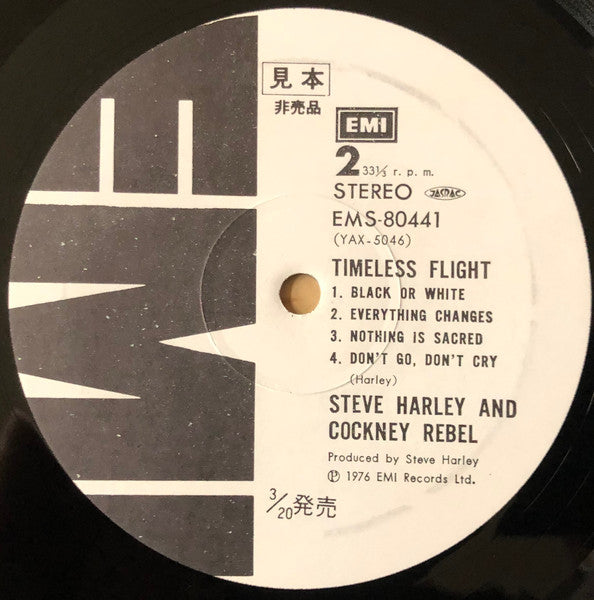 見本
非売品
EMI
2 33⅓ r. p. m.
STEREO JASRAC
EMS-80441
(YAX-5046)
TIMELESS FLIGHT
1. BLACK OR WHITE
2. EVERYTHING CHANGES
3. NOTHING IS SACRED
4. DON'T GO, DON'T CRY
(Harley)
STEVE HARLEY AND
COCKNEY REBEL
Produced by Steve Harley
Ⓟ 1976 EMI Records Ltd.
3/20発売
EMI